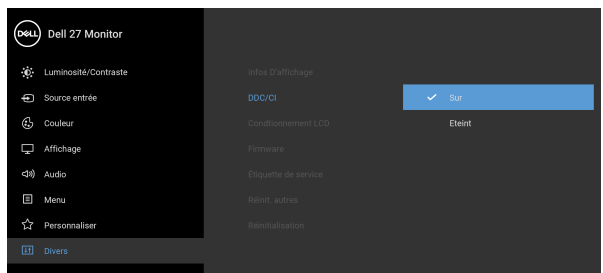 DELL
Dell 27 Monitor
Luminosité/Contraste
Source entrée
Couleur
Affichage
Audio
Menu
Personnaliser
Divers
Infos D'affichage
DDC/CI
Condtionnement LCD
Firmware
Étiquette de service
Réinit. autres
Réinitialisation
Sur
Eteint